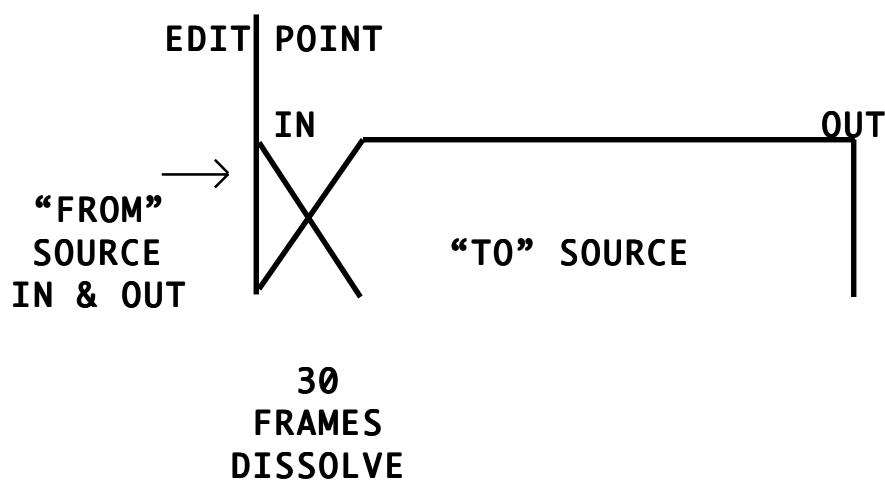 EDIT POINT
IN
OUT
“FROM”
SOURCE
IN & OUT
“TO” SOURCE
30
FRAMES
DISSOLVE